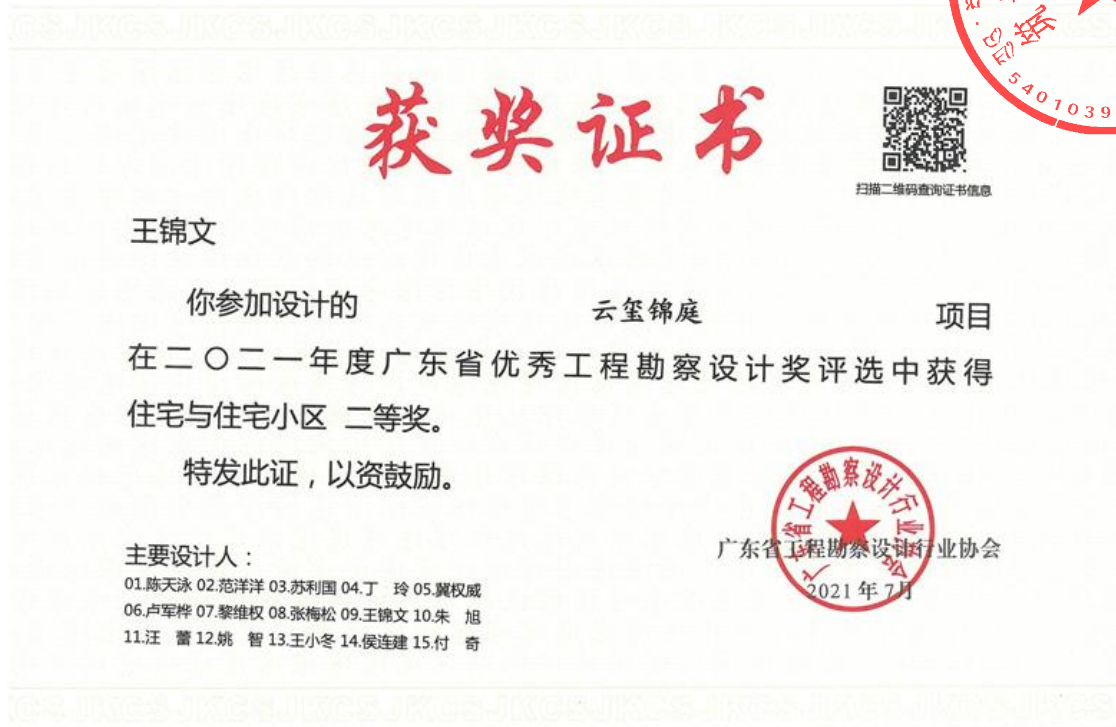 获奖证书
5401039
扫描二维码查询证书信息
王锦文
你参加设计的 云玺锦庭 项目
在二〇二一年度广东省优秀工程勘察设计奖评选中获得
住宅与住宅小区 二等奖。
特发此证，以资鼓励。
广东省工程勘察设计行业协会
广东省工程勘察设计行业协会
2021年7月
主要设计人：
01.陈天泳 02.范洋洋 03.苏利国 04.丁 玲 05.冀权威
06.卢军桦 07.黎维权 08.张梅松 09.王锦文 10.朱 旭
11.汪 蕾 12.姚 智 13.王小冬 14.侯连建 15.付 奇